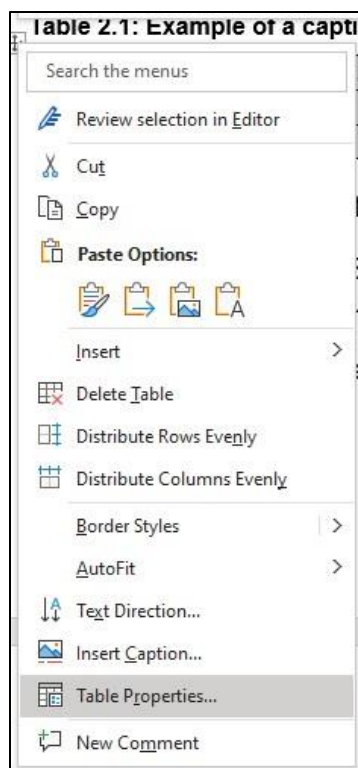 Table 2.1: Example of a capti
Search the menus
Review selection in Editor
Cut
Copy
Paste Options:
A
Insert
Delete Table
Distribute Rows Evenly
Distribute Columns Evenly
Border Styles
AutoFit
Text Direction...
Insert Caption...
Table Properties...
New Comment